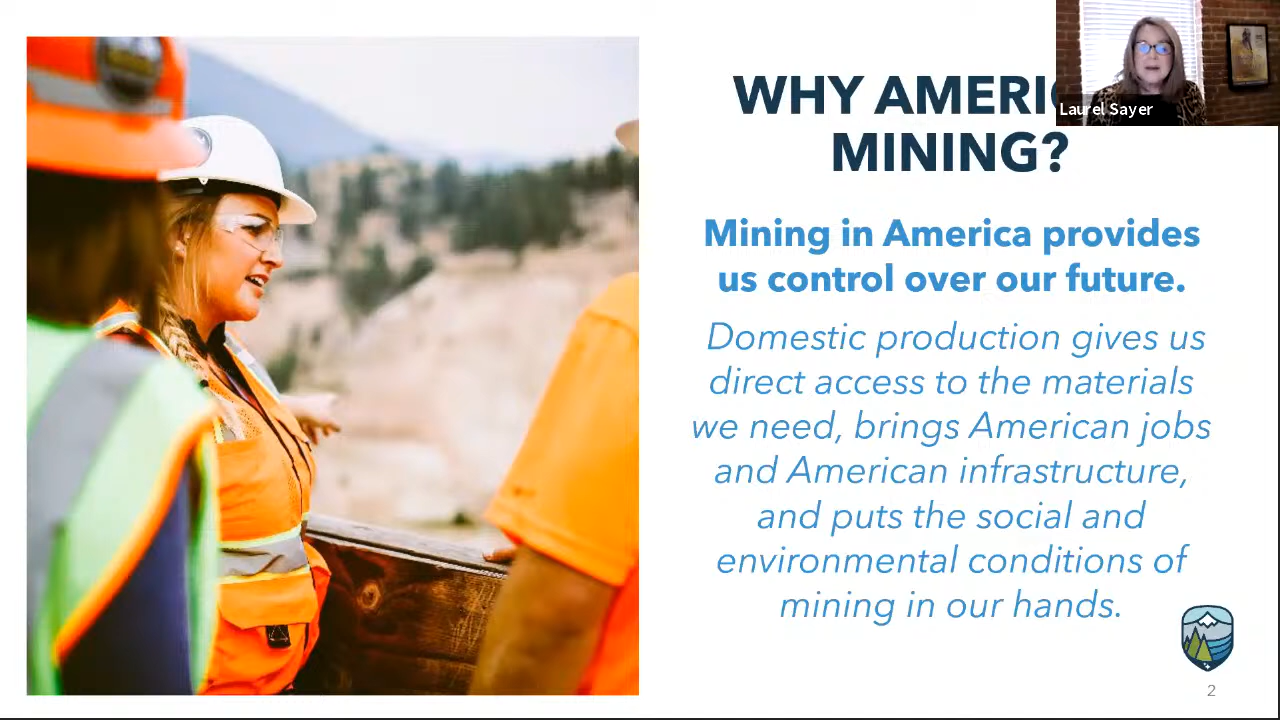 WHY AMERI
MINING?
Laurel Sayer
Mining in America provides
us control over our future.
Domestic production gives us
direct access to the materials
we need, brings American jobs
and American infrastructure,
and puts the social and
environmental conditions of
mining in our hands.
2